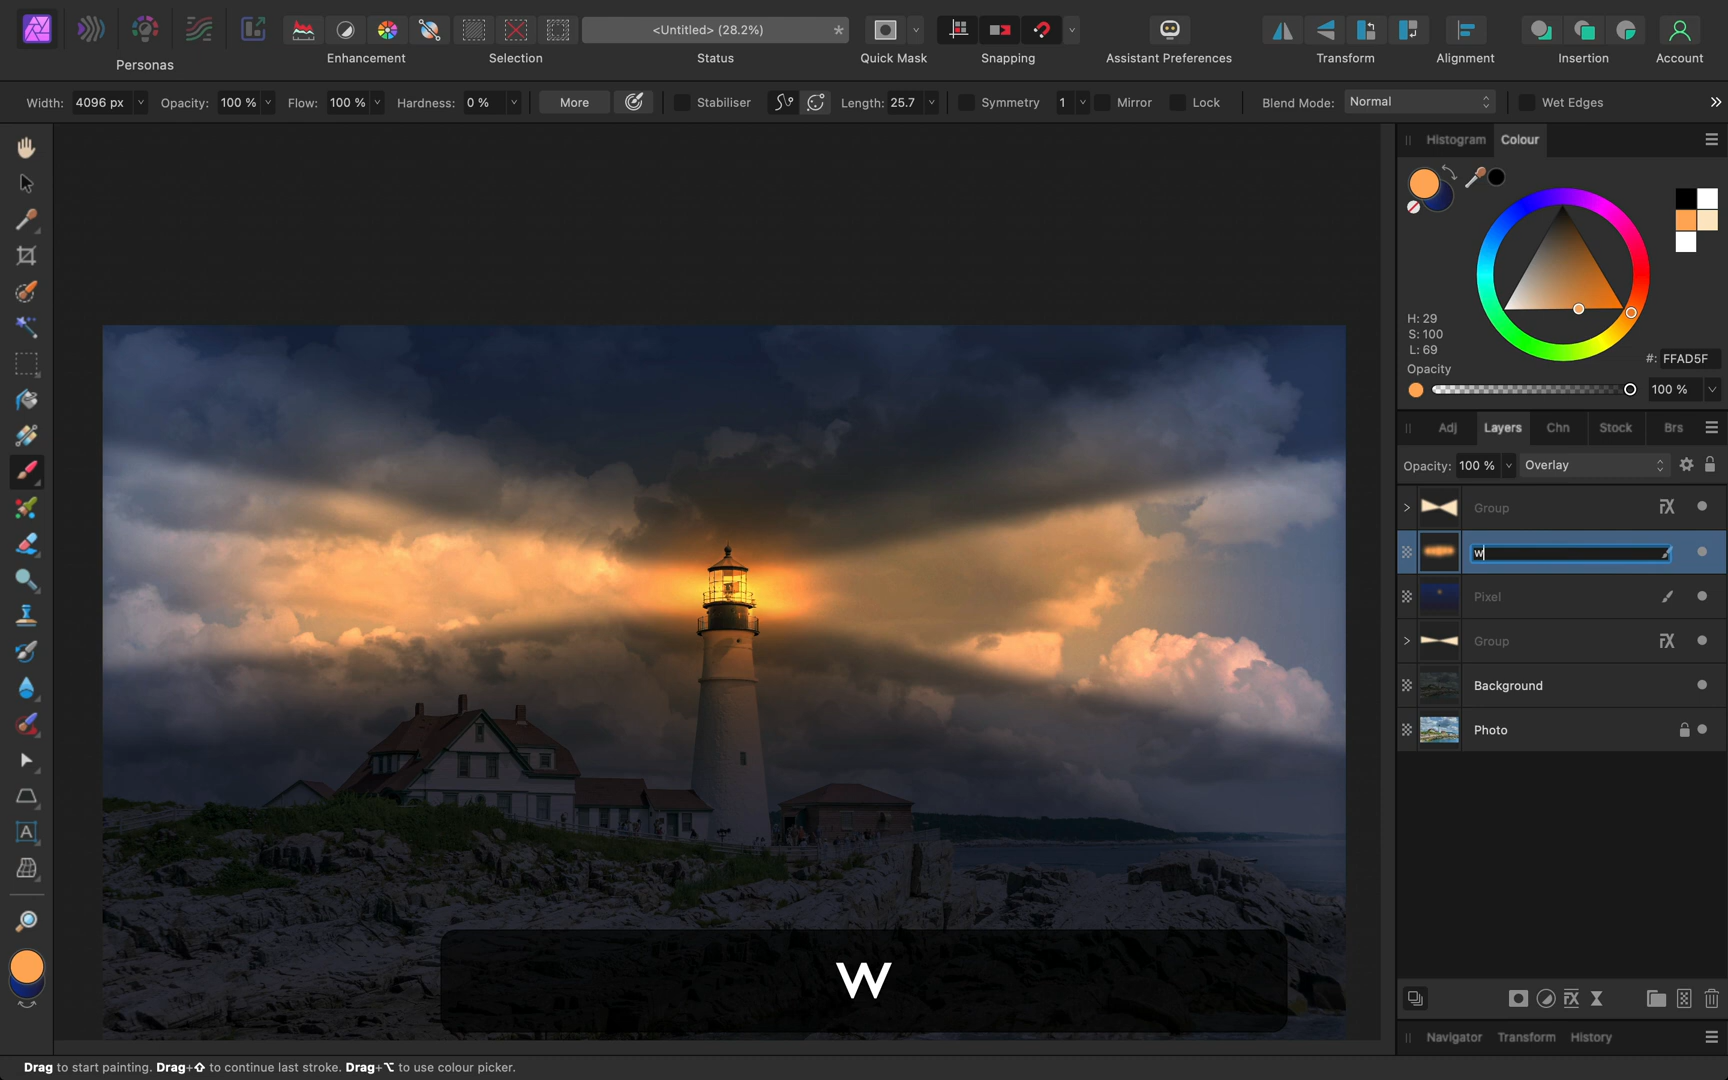 <Untitled> (28.2%)
*
Personas
Enhancement
Selection
Status
Quick Mask
Snapping
Assistant Preferences
Transform
Alignment
Insertion
Account
Width: 4096 px
Opacity: 100 %
Flow: 100 %
Hardness: 0 %
More
Stabiliser
Length: 25.7
Symmetry 1
Mirror
Lock
Blend Mode: Normal
Wet Edges
Histogram
Colour
H: 29
S: 100
L: 69
#: FFAD5F
Opacity
100 %
Adj
Layers
Chn
Stock
Brs
Opacity: 100 %
Overlay
Group
w
Pixel
Group
Background
Photo
A
w
Navigator
Transform
History
Drag to start painting. Drag+⇧ to continue last stroke. Drag+⌥ to use colour picker.